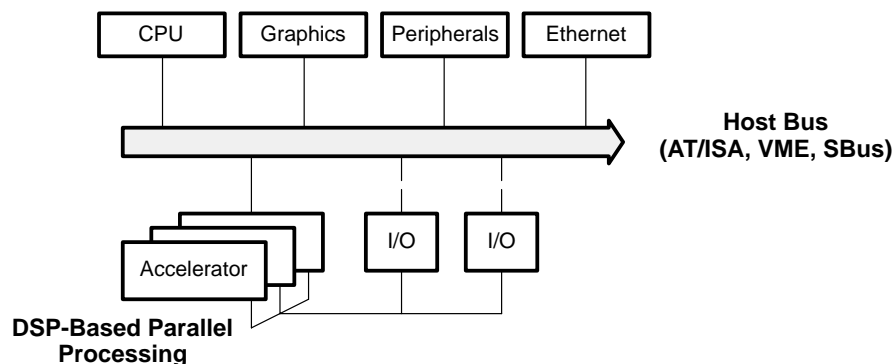 CPU
Graphics
Peripherals
Ethernet
Host Bus
(AT/ISA, VME, SBus)
Accelerator
I/O
I/O
DSP-Based Parallel
Processing